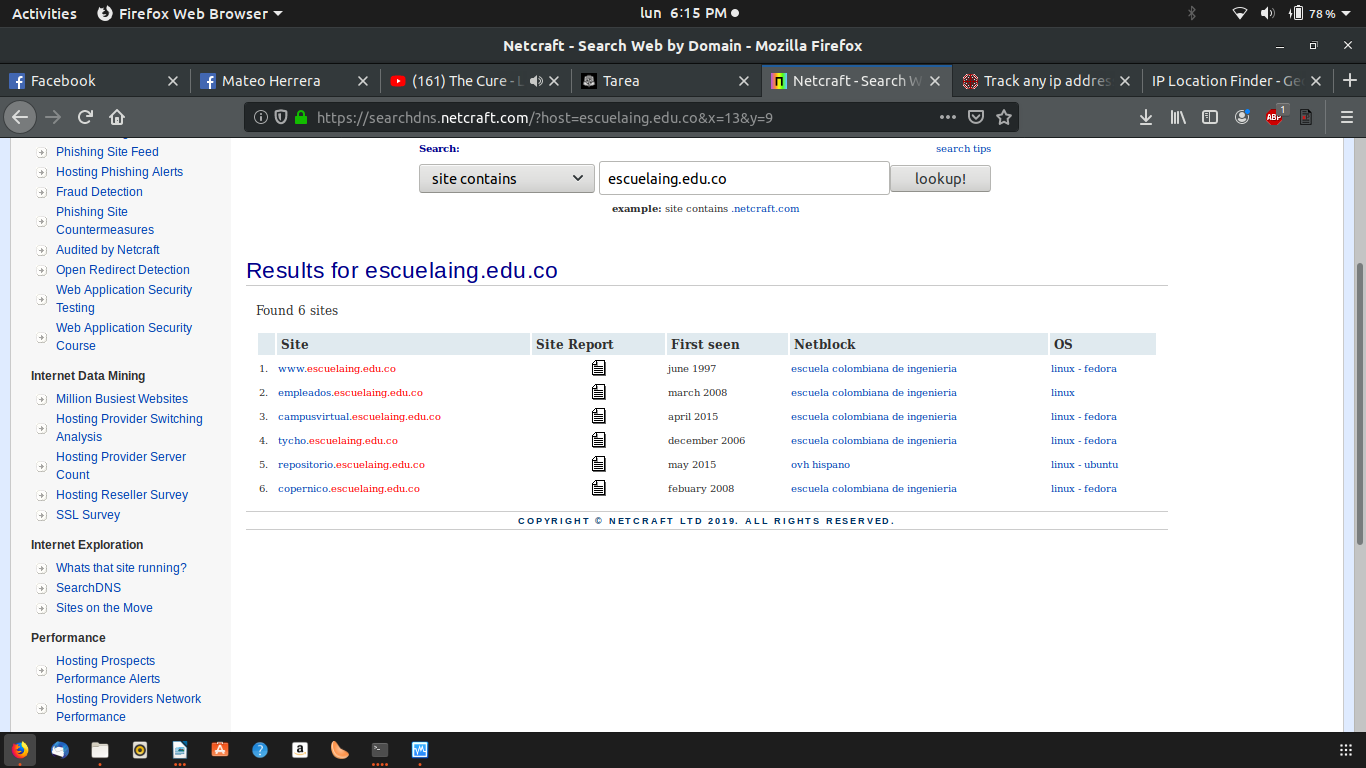 Activities Firefox Web Browser lun 6:15 PM 78 %
Netcraft - Search Web by Domain - Mozilla Firefox
Facebook Mateo Herrera (161) The Cure - Tarea Netcraft - Search W Track any ip addres IP Location Finder - Ge
https://searchdns.netcraft.com/?host=escuelaing.edu.co&x=13&y=9 ABP 1
Phishing Site Feed
Hosting Phishing Alerts
Fraud Detection
Phishing Site
Countermeasures
Audited by Netcraft
Open Redirect Detection
Web Application Security
Testing
Web Application Security
Course
Internet Data Mining
Million Busiest Websites
Hosting Provider Switching
Analysis
Hosting Provider Server
Count
Hosting Reseller Survey
SSL Survey
Internet Exploration
Whats that site running?
SearchDNS
Sites on the Move
Performance
Hosting Prospects
Performance Alerts
Hosting Providers Network
Performance
Search: search tips
site contains escuelaing.edu.co lookup!
example: site contains .netcraft.com
Results for escuelaing.edu.co
Found 6 sites
Site Site Report First seen Netblock OS
1. www.escuelaing.edu.co june 1997 escuela colombiana de ingenieria linux - fedora
2. empleados.escuelaing.edu.co march 2008 escuela colombiana de ingenieria linux
3. campusvirtual.escuelaing.edu.co april 2015 escuela colombiana de ingenieria linux - fedora
4. tycho.escuelaing.edu.co december 2006 escuela colombiana de ingenieria linux - fedora
5. repositorio.escuelaing.edu.co may 2015 ovh hispano linux - ubuntu
6. copernico.escuelaing.edu.co febuary 2008 escuela colombiana de ingenieria linux - fedora
COPYRIGHT © NETCRAFT LTD 2019. ALL RIGHTS RESERVED.